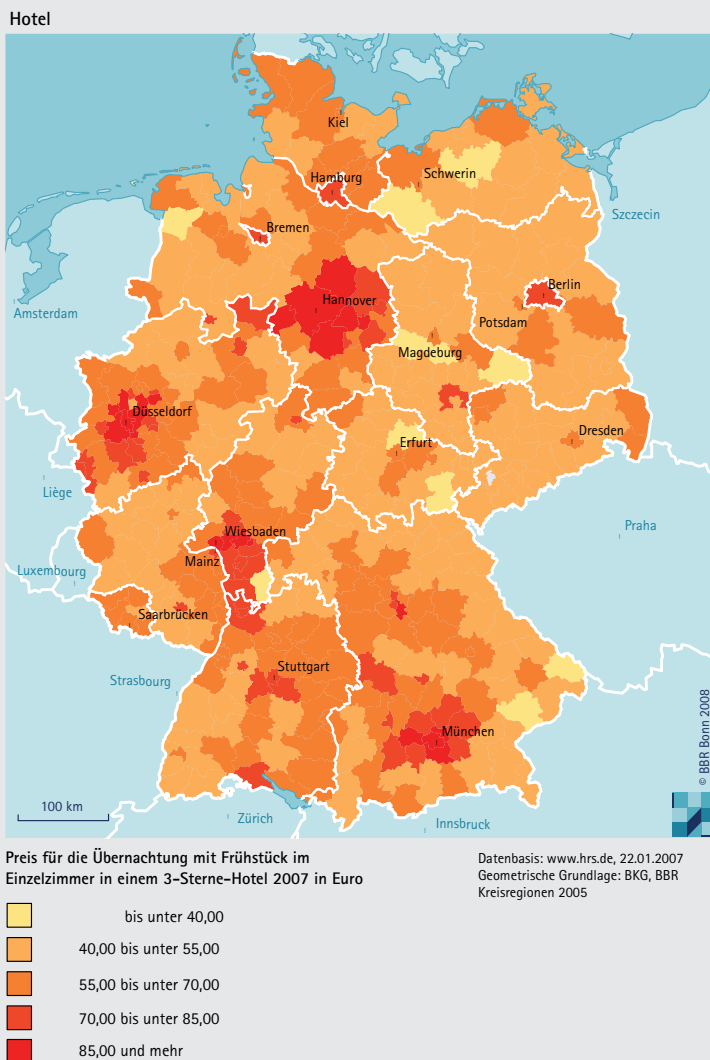 Hotel
Kiel
Hamburg
Schwerin
Szczecin
Bremen
Berlin
Hannover
Amsterdam
Potsdam
Magdeburg
Düsseldorf
Dresden
Erfurt
Liège
Praha
Wiesbaden
Mainz
Luxembourg
Saarbrücken
Stuttgart
Strasbourg
München
© BBR Bonn 2008
100 km
Zürich
Innsbruck
Preis für die Übernachtung mit Frühstück im
Einzelzimmer in einem 3-Sterne-Hotel 2007 in Euro
Datenbasis: www.hrs.de, 22.01.2007
Geometrische Grundlage: BKG, BBR
Kreisregionen 2005
bis unter 40,00
40,00 bis unter 55,00
55,00 bis unter 70,00
70,00 bis unter 85,00
85,00 und mehr